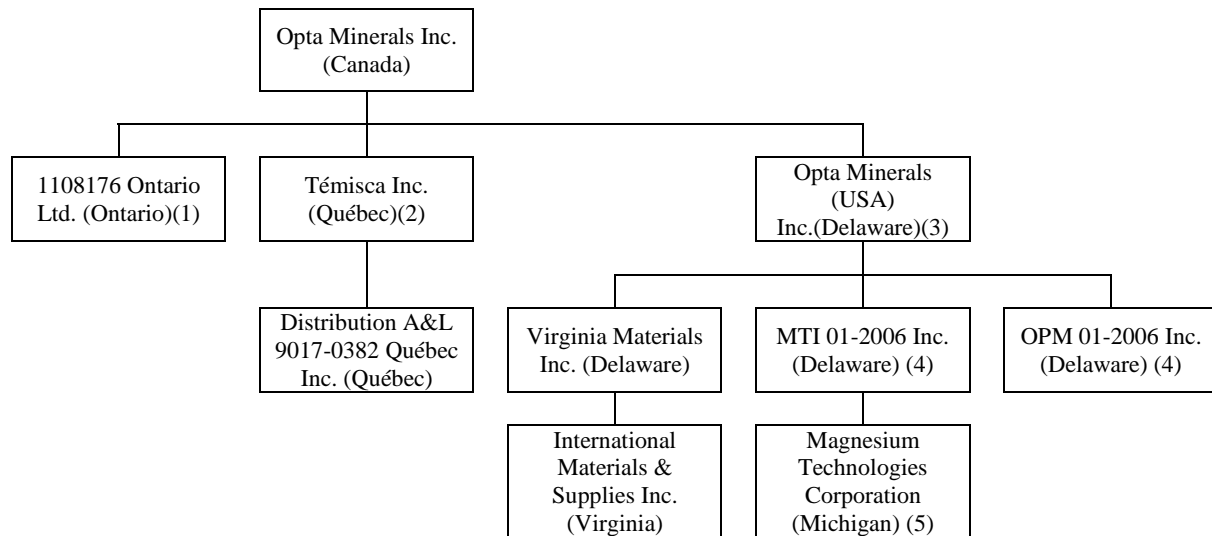 Opta Minerals Inc.
(Canada)
1108176 Ontario
Ltd. (Ontario)(1)
Témisca Inc.
(Québec)(2)
Opta Minerals
(USA)
Inc.(Delaware)(3)
Distribution A&L
9017-0382 Québec
Inc. (Québec)
Virginia Materials
Inc. (Delaware)
MTI 01-2006 Inc.
(Delaware) (4)
OPM 01-2006 Inc.
(Delaware) (4)
International
Materials &
Supplies Inc.
(Virginia)
Magnesium
Technologies
Corporation
(Michigan) (5)